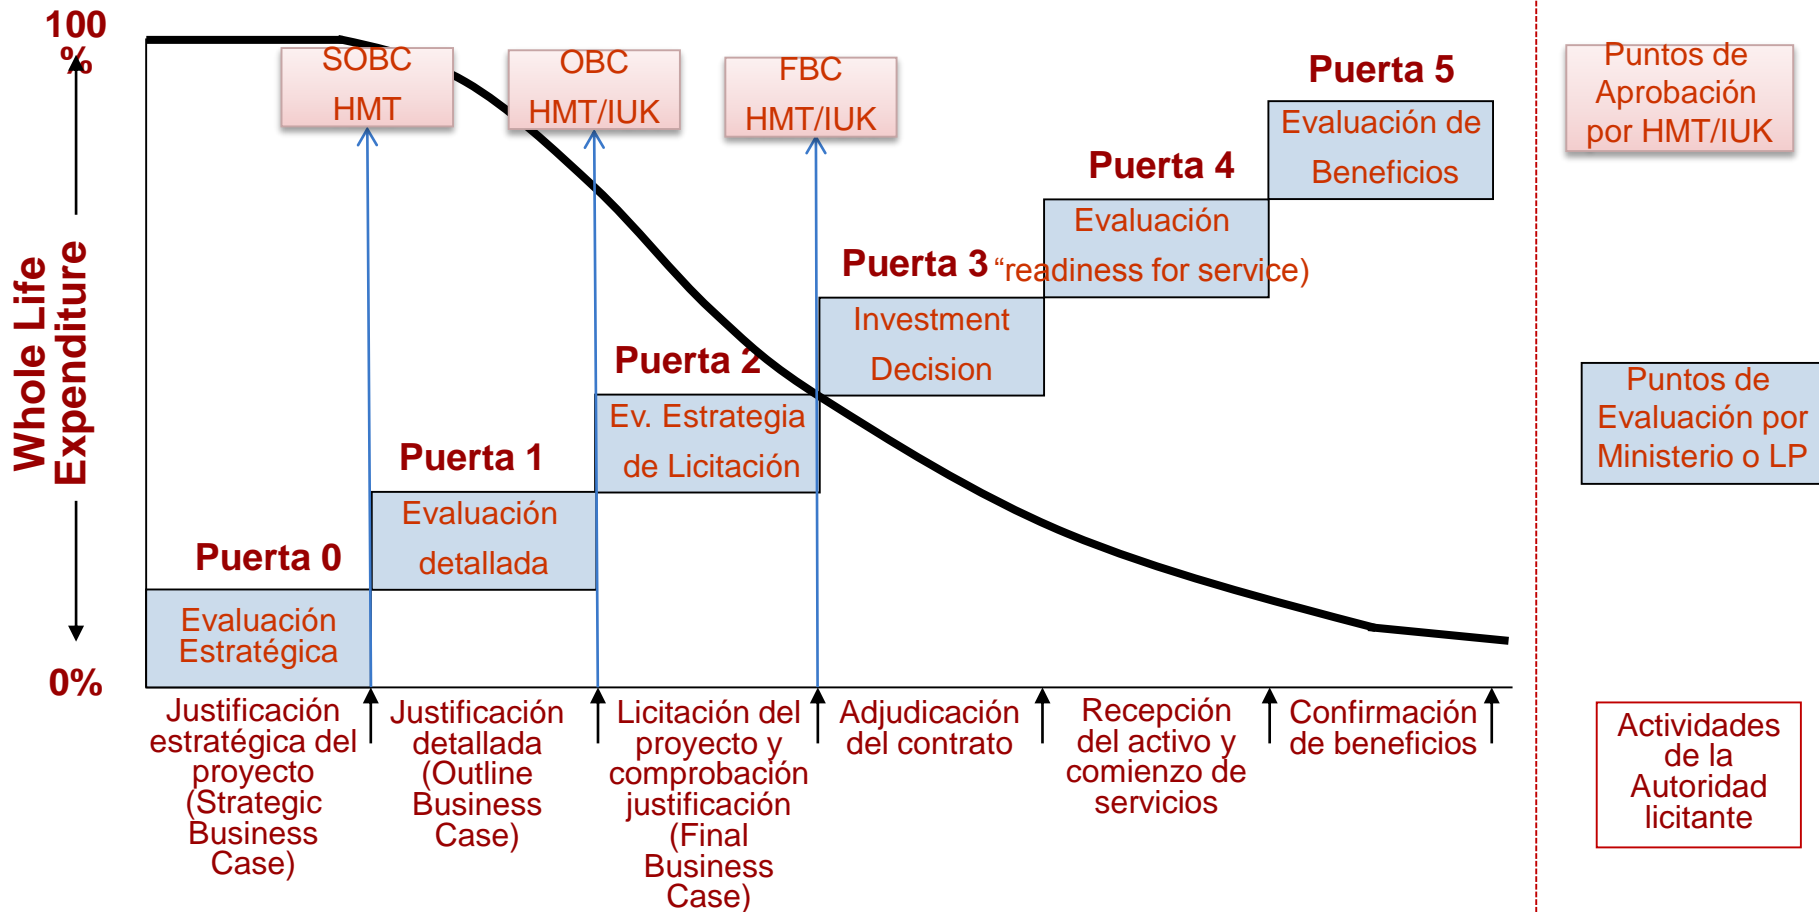 100
%
Whole Life
Expenditure
0%
SOBC
HMT
OBC
HMT/IUK
FBC
HMT/IUK
Puerta 5
Evaluación de
Beneficios
Puerta 4
Evaluación
“readiness for service)
Puerta 3
Investment
Decision
Puerta 2
Ev. Estrategia
de Licitación
Puerta 1
Evaluación
detallada
Puerta 0
Evaluación
Estratégica
Justificación
estratégica del
proyecto
(Strategic
Business
Case)
Justificación
detallada
(Outline
Business
Case)
Licitación del
proyecto y
comprobación
justificación
(Final
Business
Case)
Adjudicación
del contrato
Recepción
del activo y
comienzo de
servicios
Confirmación
de beneficios
Puntos de
Aprobación
por HMT/IUK
Puntos de
Evaluación por
Ministerio o LP
Actividades
de la
Autoridad
licitante